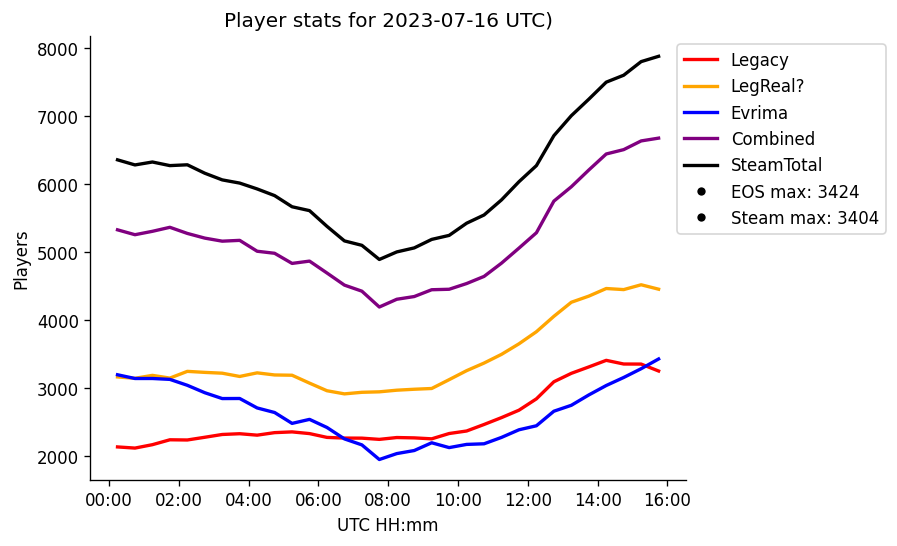 Player stats for 2023-07-16 UTC)
8000
7000
6000
5000
4000
3000
2000
Players
00:00 02:00 04:00 06:00 08:00 10:00 12:00 14:00 16:00
UTC HH:mm
Legacy
LegReal?
Evrima
Combined
SteamTotal
EOS max: 3424
Steam max: 3404